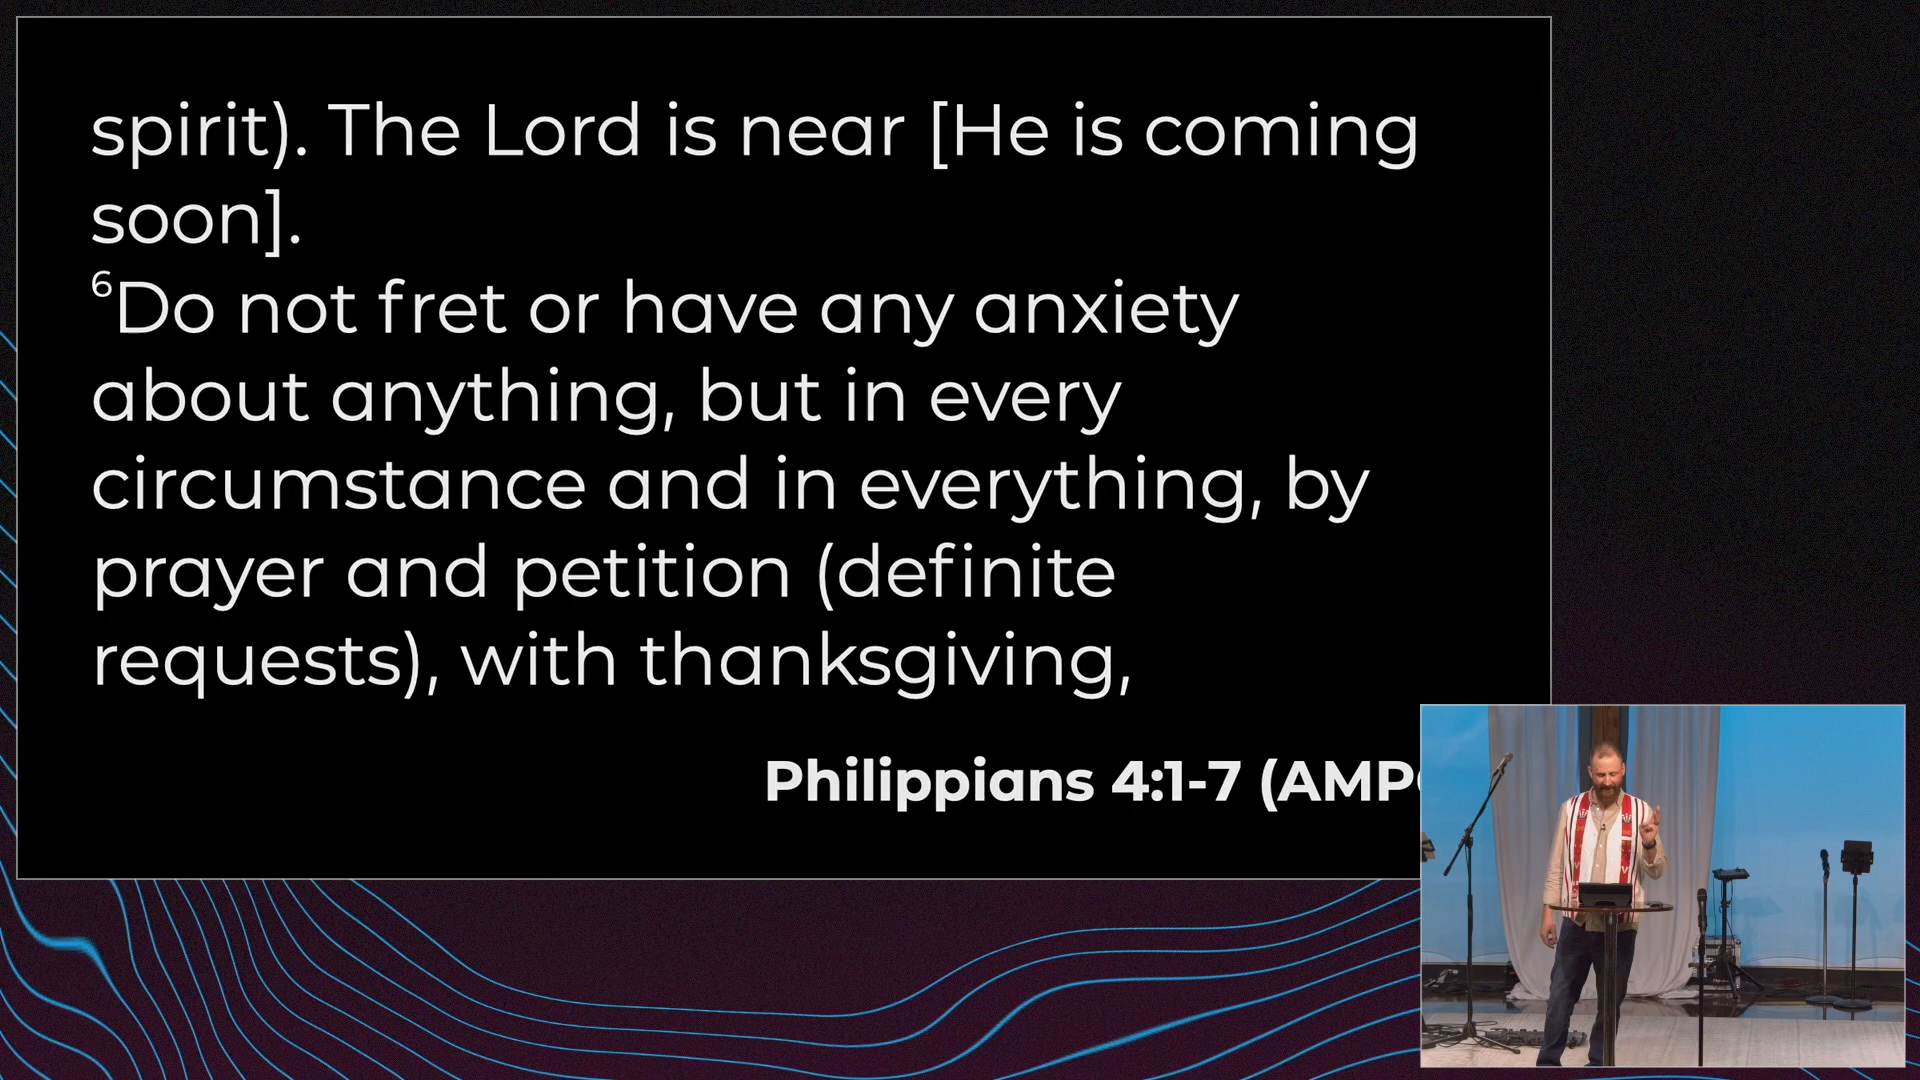 spirit). The Lord is near [He is coming
soon].
⁶Do not fret or have any anxiety
about anything, but in every
circumstance and in everything, by
prayer and petition (definite
requests), with thanksgiving,
Philippians 4:1-7 (AMP